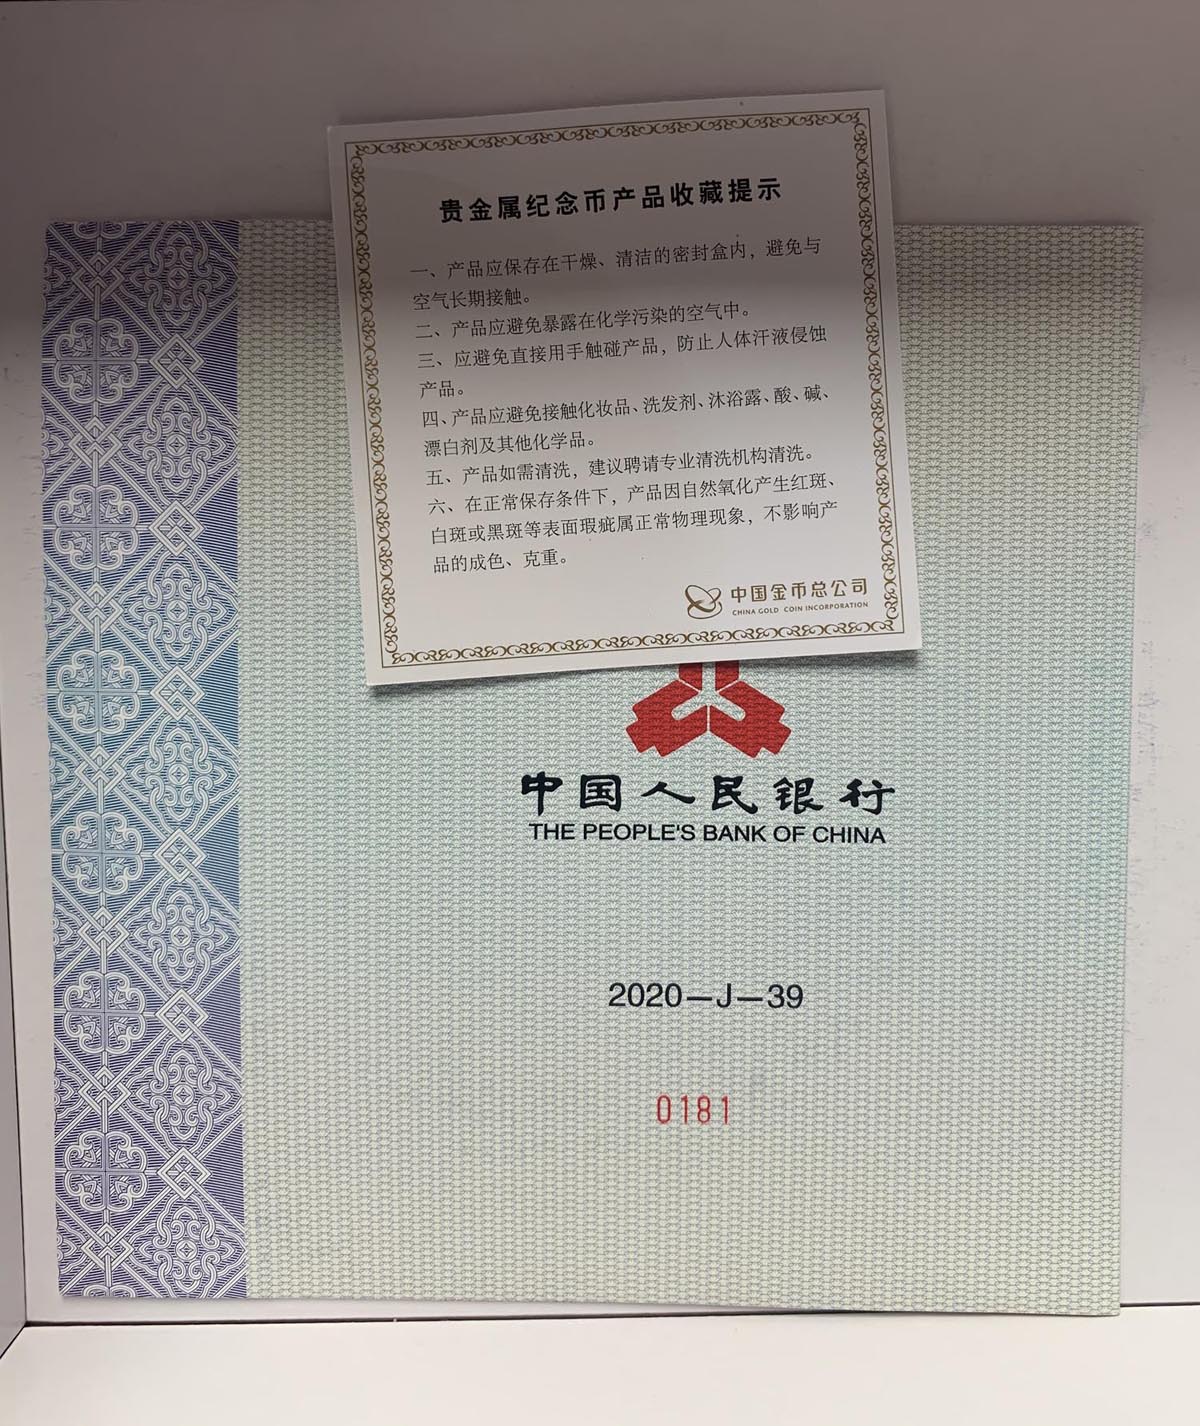 贵金属纪念币产品收藏提示
一、产品应保存在干燥、清洁的密封盒内，避免与
空气长期接触。
二、产品应避免暴露在化学污染的空气中。
三、应避免直接用手触碰产品，防止人体汗液侵蚀
产品。
四、产品应避免接触化妆品、洗发剂、沐浴露、酸、碱、
漂白剂及其他化学品。
五、产品如需清洗，建议聘请专业清洗机构清洗。
六、在正常保存条件下，产品因自然氧化产生红斑、
白斑或黑斑等表面瑕疵属正常物理现象，不影响产
品的成色、克重。
中国金币总公司
CHINA GOLD COIN INCORPORATION
中国人民银行
THE PEOPLE'S BANK OF CHINA
2020—J—39
0181